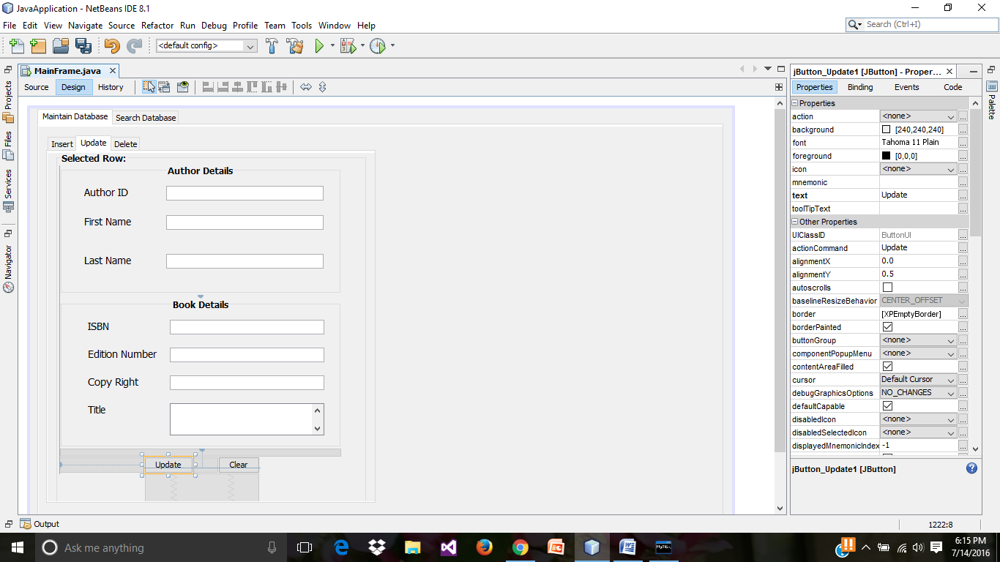 JavaApplication - NetBeans IDE 8.1
File Edit View Navigate Source Refactor Run Debug Profile Team Tools Window Help
Search (Ctrl+I)
<default config>
MainFrame.java
Source Design History
Maintain Database Search Database
Insert Update Delete
Selected Row:
Author Details
Author ID
First Name
Last Name
Book Details
ISBN
Edition Number
Copy Right
Title
Update Clear
Projects
Files
Services
Navigator
Output
jButton_Update1 [JButton] - Proper...
Properties Binding Events Code
Properties
action <none> ...
background [240,240,240] ...
font Tahoma 11 Plain ...
foreground [0,0,0] ...
icon <none> ...
mnemonic ...
text Update ...
toolTipText ...
Other Properties
UIClassID ButtonUI ...
actionCommand Update ...
alignmentX 0.0 ...
alignmentY 0.5 ...
autoscrolls ...
baselineResizeBehavior CENTER_OFFSET
border [XPEmptyBorder] ...
borderPainted ...
buttonGroup <none> ...
componentPopupMenu <none> ...
contentAreaFilled ...
cursor Default Cursor ...
debugGraphicsOptions NO_CHANGES ...
defaultCapable ...
disabledIcon <none> ...
disabledSelectedIcon <none> ...
displayedMnemonicIndex -1 ...
jButton_Update1 [JButton]
Palette
1222:8
Ask me anything
MySQL
6:15 PM
7/14/2016